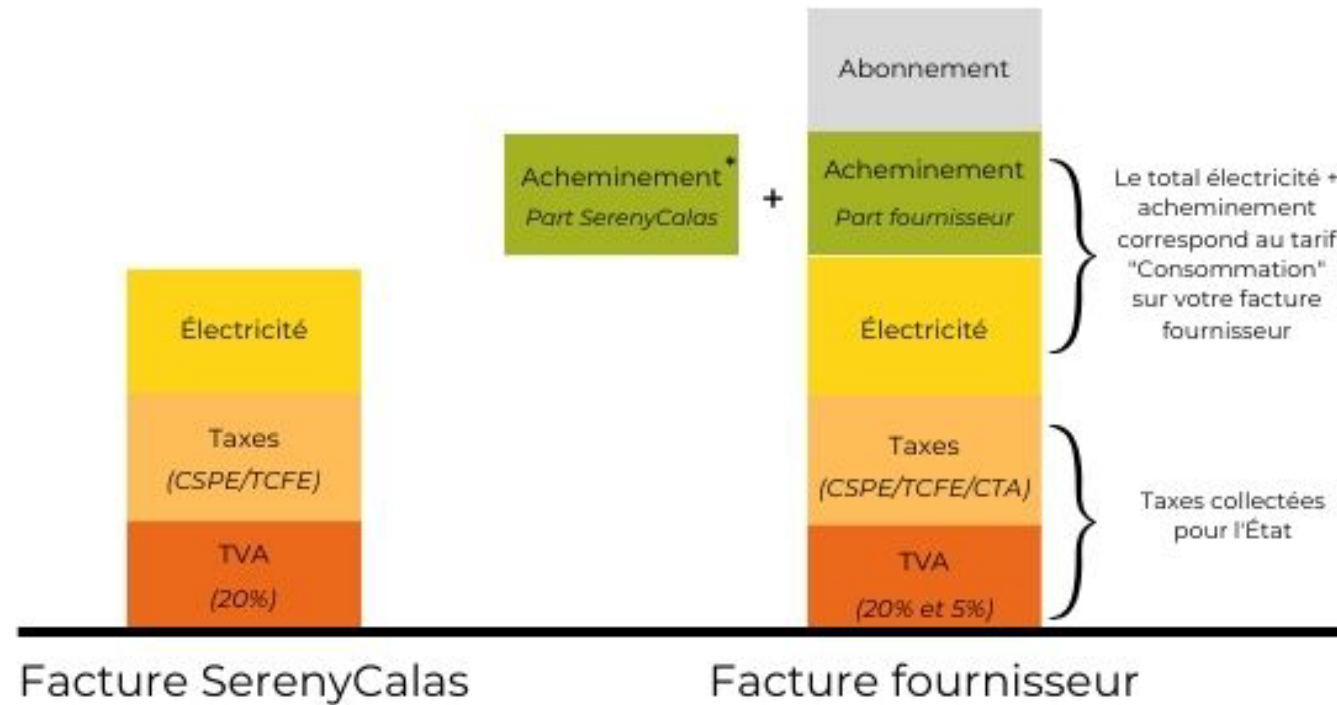 Abonnement
Acheminement*
Part SerenyCalas
+
Acheminement
Part fournisseur
Le total électricité +
acheminement
correspond au tarif
"Consommation"
sur votre facture
fournisseur
Électricité
Électricité
Taxes
(CSPE/TCFE)
Taxes
(CSPE/TCFE/CTA)
Taxes collectées
pour l'État
TVA
(20%)
TVA
(20% et 5%)
Facture SerenyCalas
Facture fournisseur